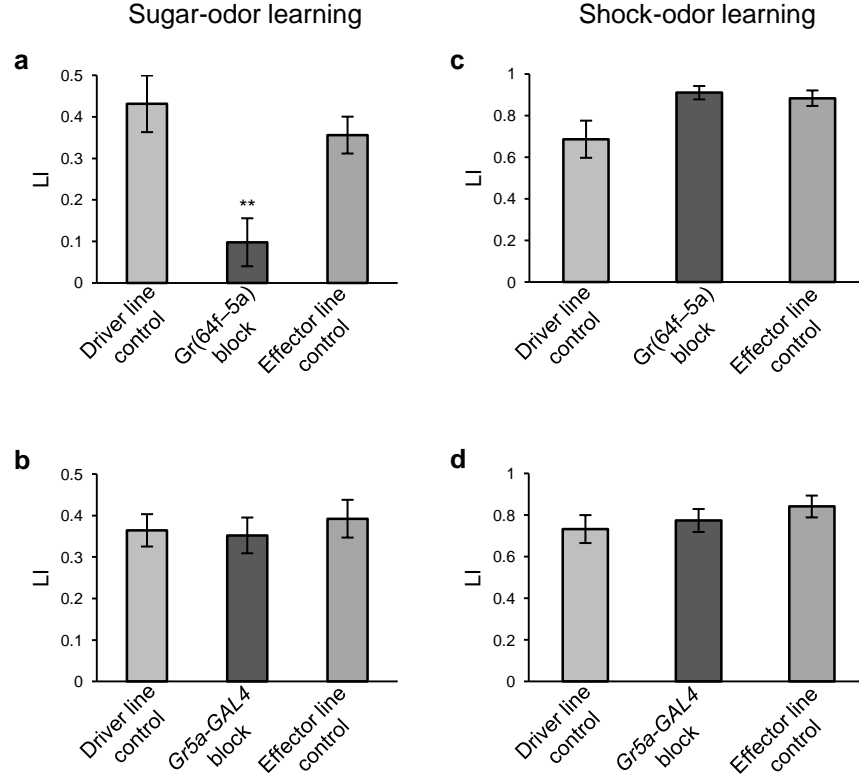 Sugar-odor learning
Shock-odor learning
a
0.5
0.4
0.3
0.2
0.1
0
LI
**
Driver line
control
Gr(64f–5a)
block
Effector line
control
c
1
0.8
0.6
0.4
0.2
0
LI
Driver line
control
Gr(64f–5a)
block
Effector line
control
b
0.5
0.4
0.3
0.2
0.1
0
LI
Driver line
control
Gr5a-GAL4
block
Effector line
control
d
1
0.8
0.6
0.4
0.2
0
LI
Driver line
control
Gr5a-GAL4
block
Effector line
control